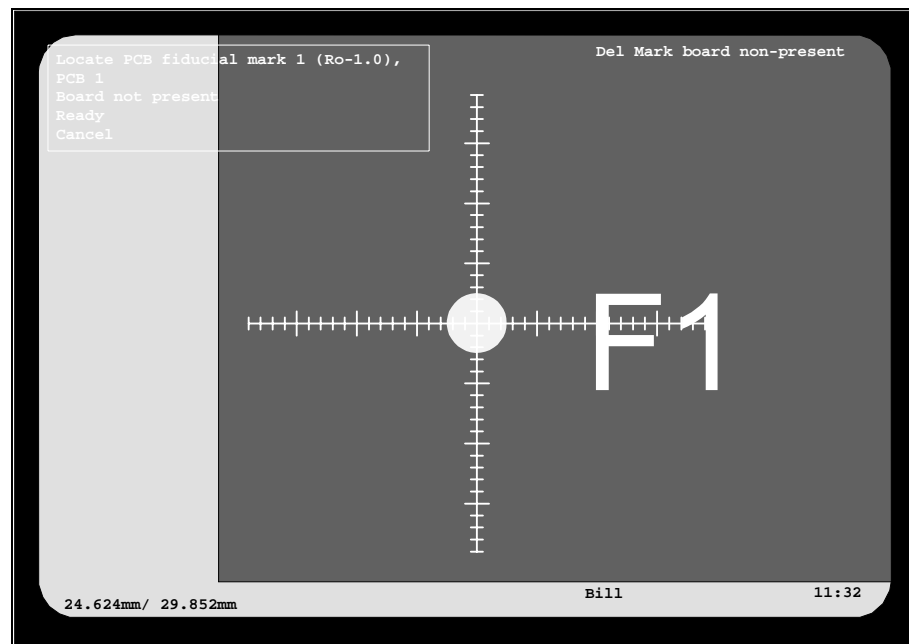 Locate PCB fiducial mark 1 (Ro-1.0),
PCB 1
Board not present
Ready
Cancel
Del Mark board non-present
F1
24.624mm/ 29.852mm
Bill
11:32